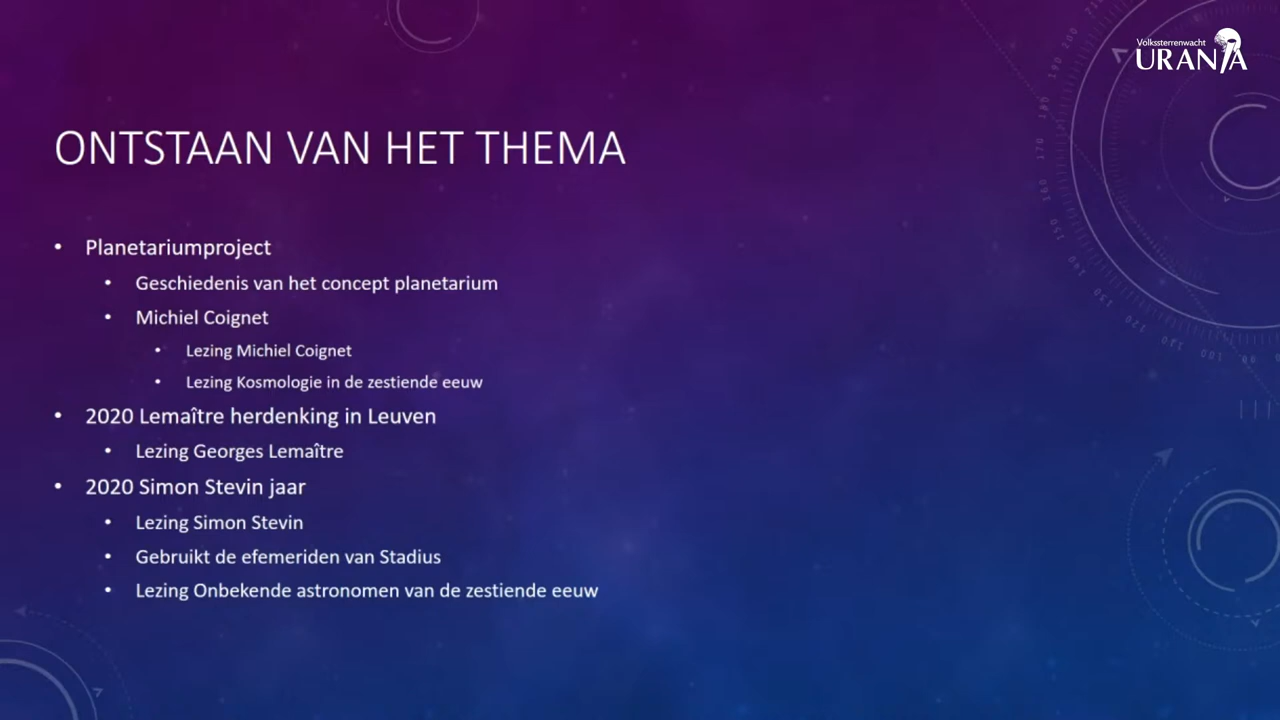 Volkssterrenwacht
URANIA
ONTSTAAN VAN HET THEMA
• Planetariumproject
• Geschiedenis van het concept planetarium
• Michiel Coignet
• Lezing Michiel Coignet
• Lezing Kosmologie in de zestiende eeuw
• 2020 Lemaître herdenking in Leuven
• Lezing Georges Lemaître
• 2020 Simon Stevin jaar
• Lezing Simon Stevin
• Gebruikt de efemeriden van Stadius
• Lezing Onbekende astronomen van de zestiende eeuw